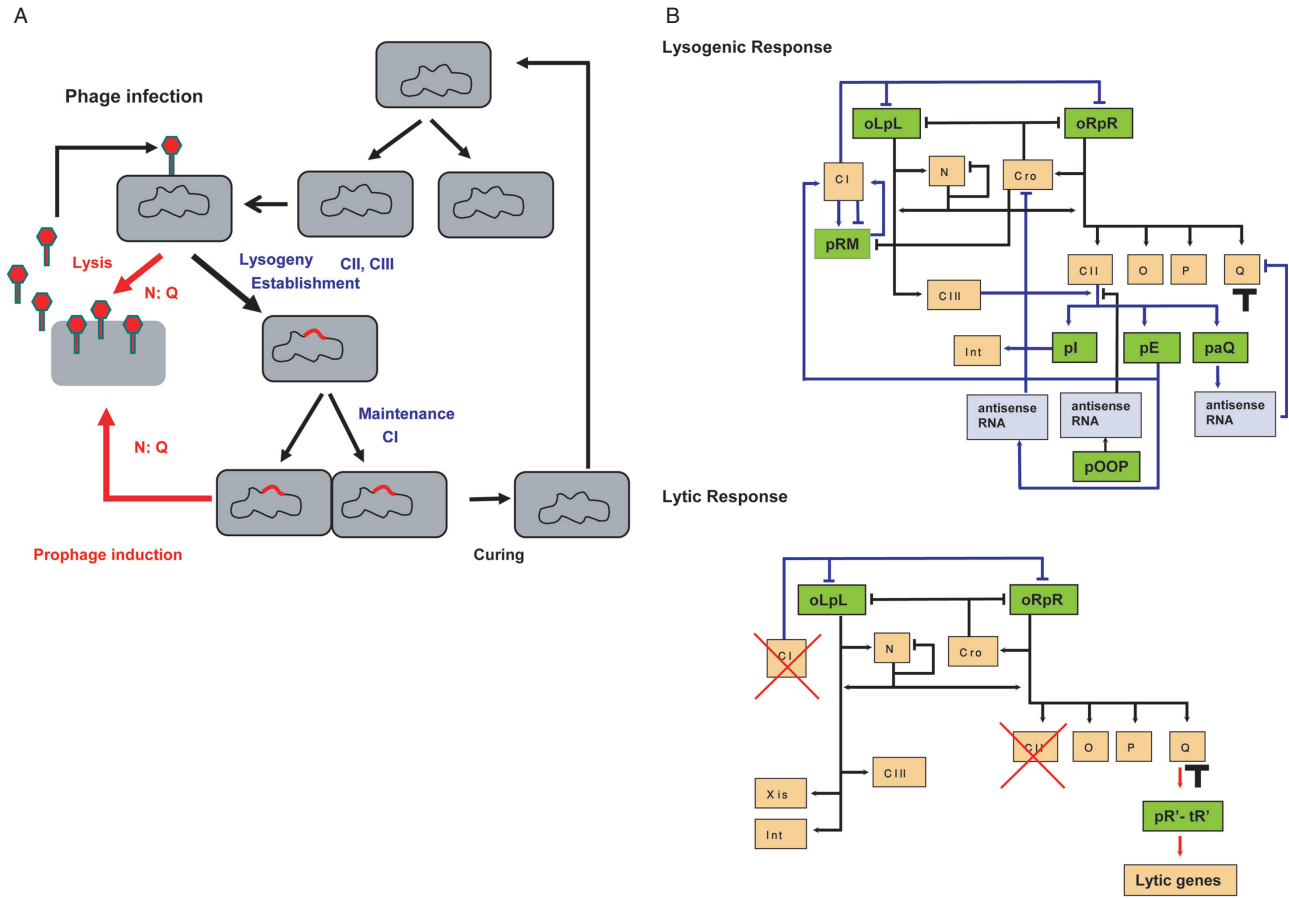 A
Phage infection
Lysis
N: Q
Lysogeny
Establishment
CII, CIII
Maintenance
CI
N: Q
Prophage induction
Curing
B
Lysogenic Response
oLpL
oRpR
CI
N
Cro
pRM
CII
O
P
Q
CIII
Int
pI
pE
paQ
antisense
RNA
antisense
RNA
antisense
RNA
pOOP
Lytic Response
oLpL
oRpR
CI
N
Cro
CII
O
P
Q
CIII
Xis
Int
pR’- tR’
Lytic genes